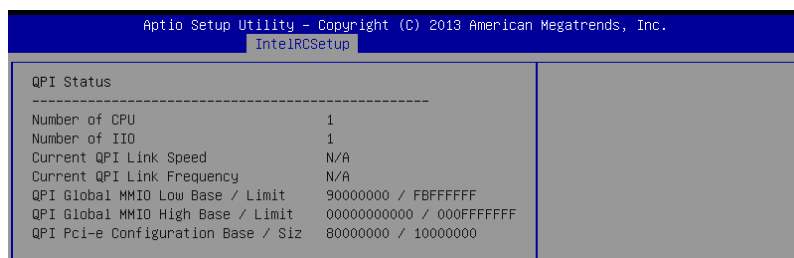 Aptio Setup Utility – Copyright (C) 2013 American Megatrends, Inc.
IntelRCSetup
QPI Status
--------------------------------------------------
Number of CPU 1
Number of IIO 1
Current QPI Link Speed N/A
Current QPI Link Frequency N/A
QPI Global MMIO Low Base / Limit 90000000 / FBFFFFFF
QPI Global MMIO High Base / Limit 00000000000 / 000FFFFFFF
QPI Pci-e Configuration Base / Siz 80000000 / 10000000